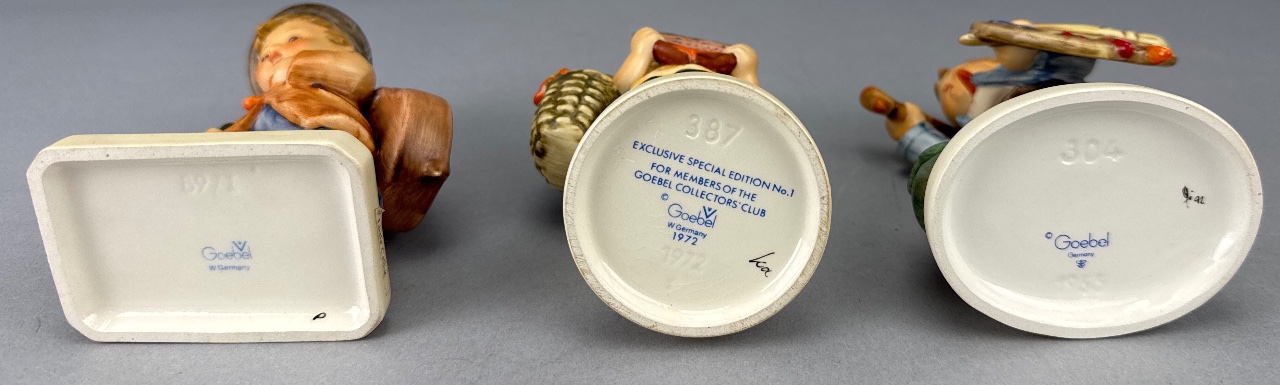 Goebel
W Germany
387
EXCLUSIVE SPECIAL EDITION No.1
FOR MEMBERS OF THE
GOEBEL COLLECTORS' CLUB
© Goebel
W Germany
1972
ka
304
© Goebel
Germany